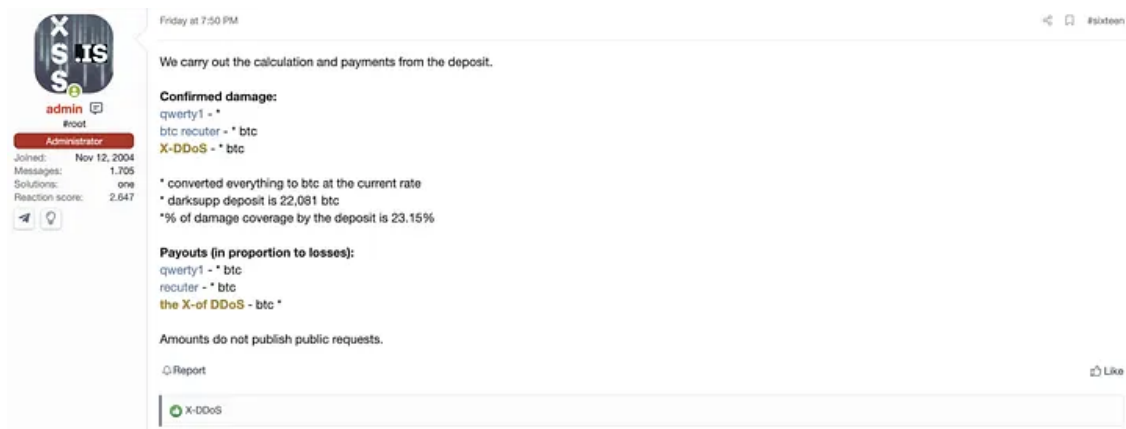 Friday at 7:50 PM
#sixteen
X
S .IS
S
admin
#root
Administrator
Joined: Nov 12, 2004
Messages: 1.705
Solutions: one
Reaction score: 2.647
We carry out the calculation and payments from the deposit.
Confirmed damage:
qwerty1 - *
btc recuter - * btc
X-DDoS - * btc
* converted everything to btc at the current rate
* darksupp deposit is 22,081 btc
*% of damage coverage by the deposit is 23.15%
Payouts (in proportion to losses):
qwerty1 - * btc
recuter - * btc
the X-of DDoS - btc *
Amounts do not publish public requests.
Report
Like
X-DDoS